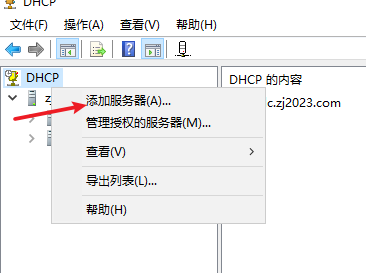 DHCP
文件(F) 操作(A) 查看(V) 帮助(H)
DHCP
DHCP 的内容
添加服务器(A)...
c.zj2023.com
管理授权的服务器(M)...
查看(V)
导出列表(L)...
帮助(H)